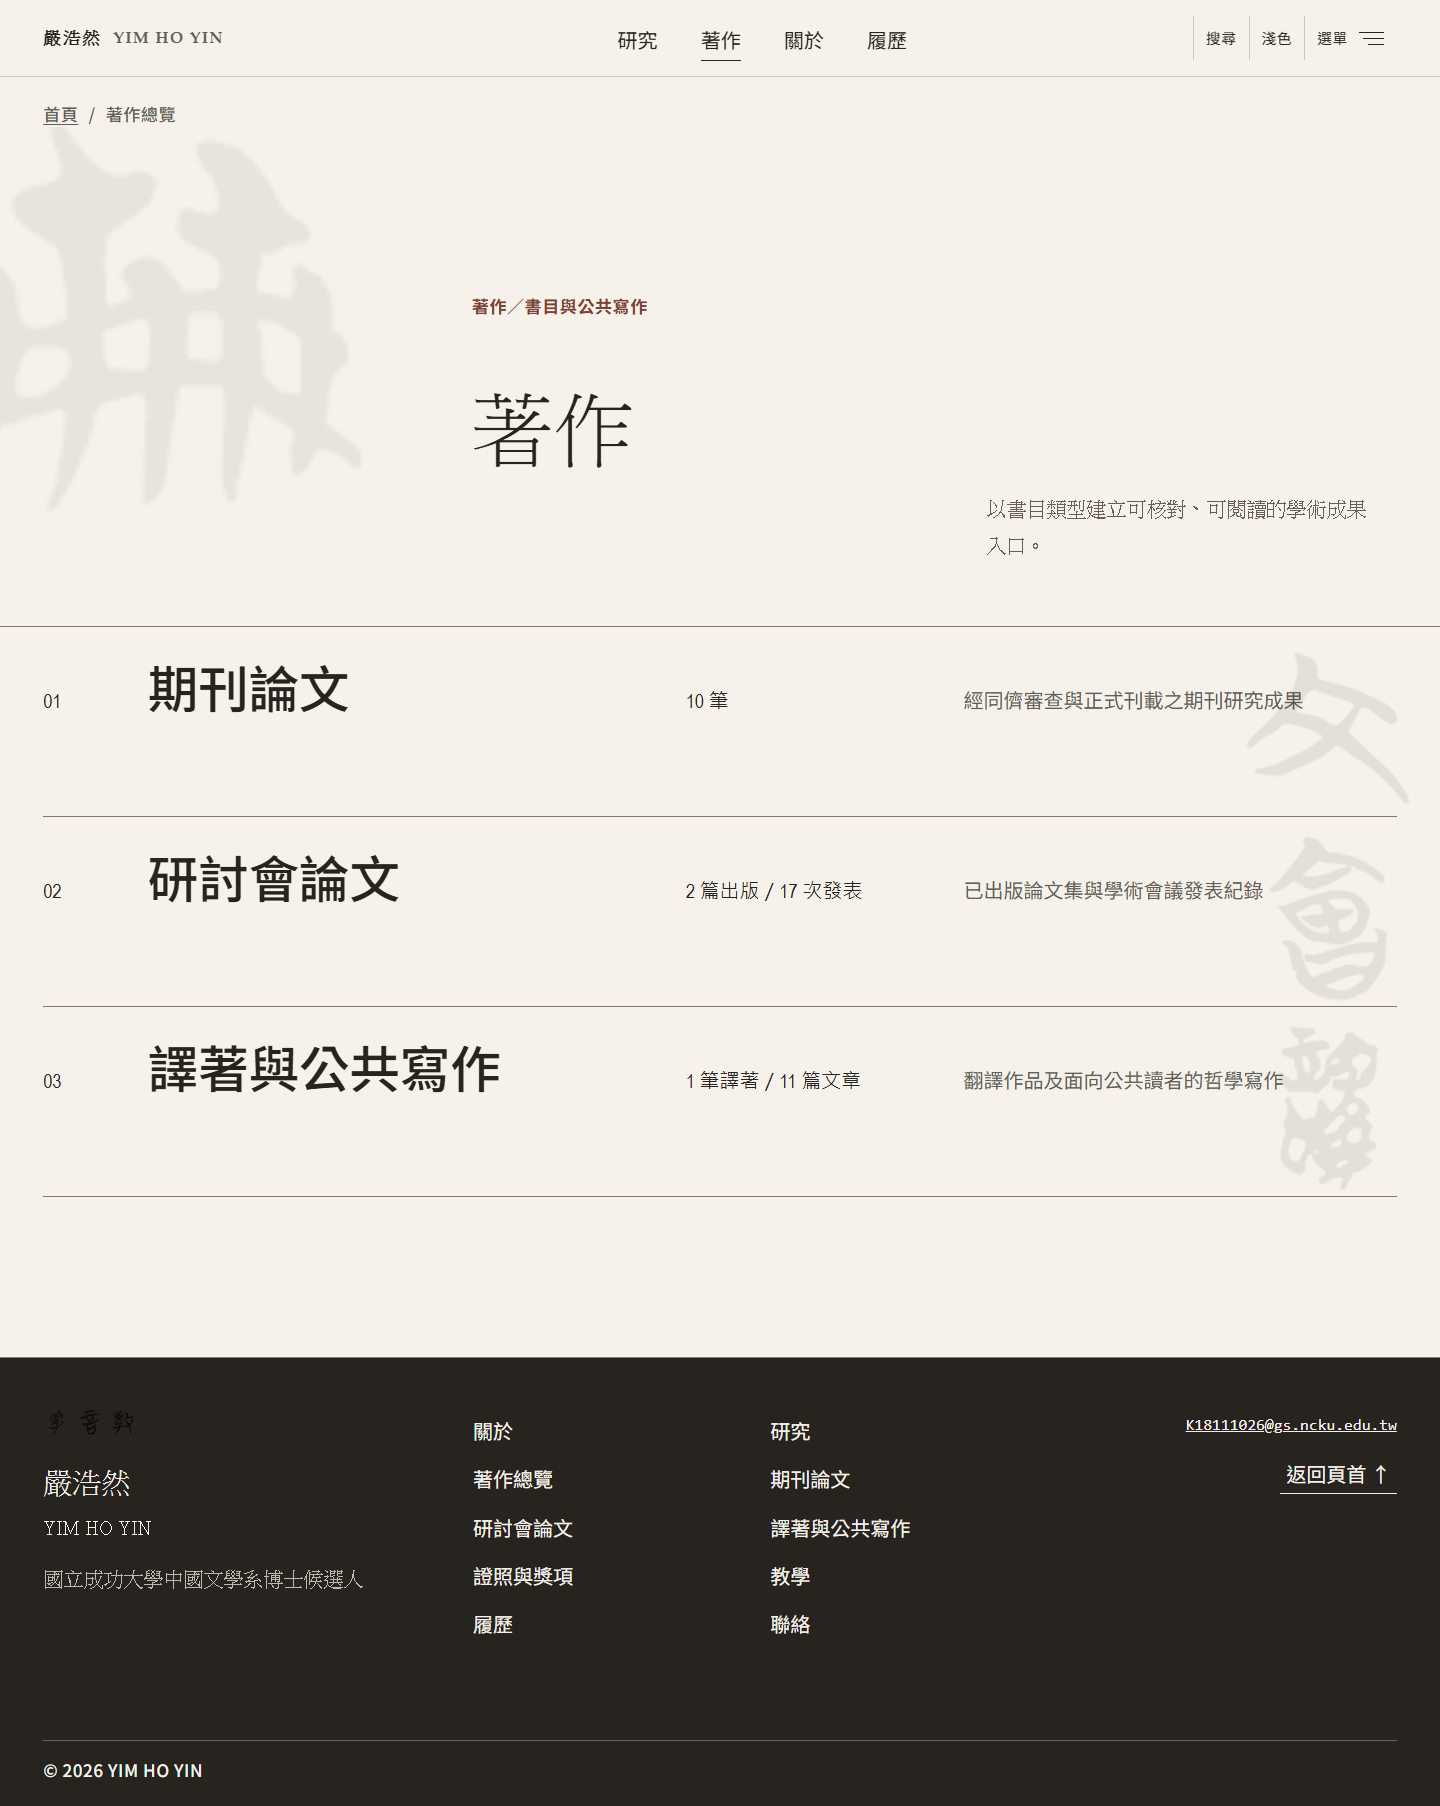 嚴浩然 YIM HO YIN
研究 著作 關於 履歷
搜尋 淺色 選單
首頁 / 著作總覽
著作／書目與公共寫作
著作
以書目類型建立可核對、可閱讀的學術成果
入口。
01 期刊論文 10 筆 經同儕審查與正式刊載之期刊研究成果
文
02 研討會論文 2 篇出版 / 17 次發表 已出版論文集與學術會議發表紀錄
會
03 譯著與公共寫作 1 筆譯著 / 11 篇文章 翻譯作品及面向公共讀者的哲學寫作
嚴浩然
YIM HO YIN
國立成功大學中國文學系博士候選人
關於
著作總覽
研討會論文
證照與獎項
履歷
研究
期刊論文
譯著與公共寫作
教學
聯絡
K18111026@gs.ncku.edu.tw
返回頁首 ↑
© 2026 YIM HO YIN